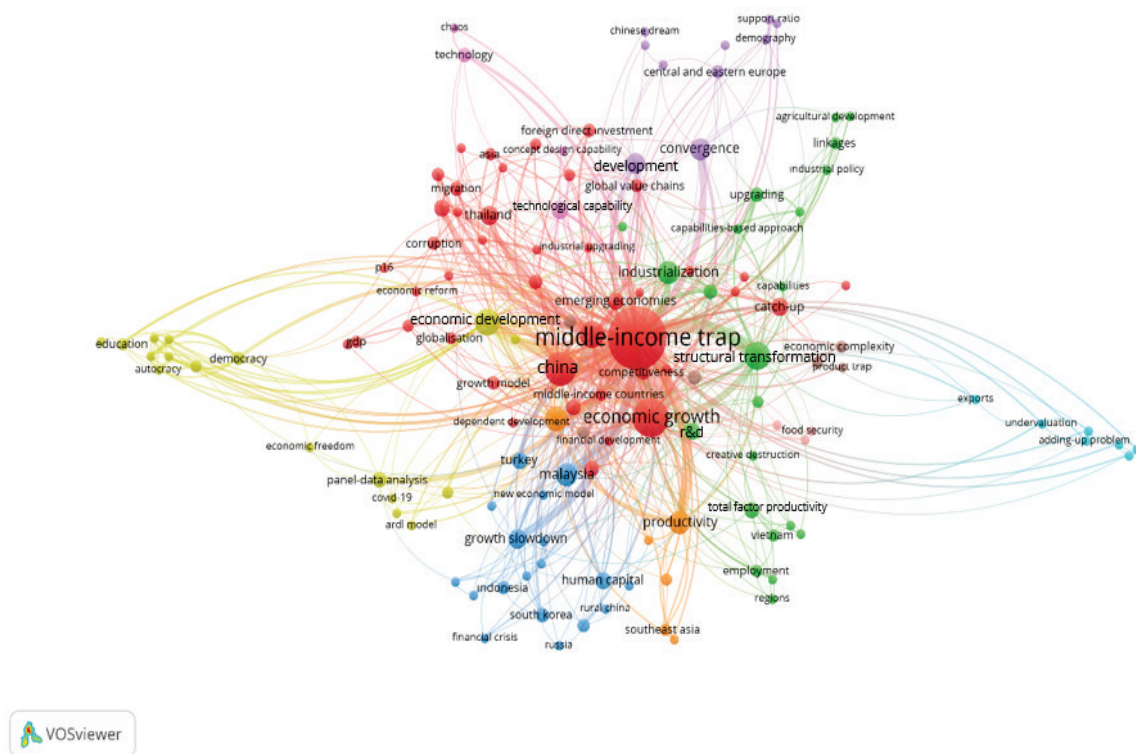 support ratio
chaos
chinese dream
demography
technology
central and eastern europe
agricultural development
foreign direct investment
linkages
concept design capability
convergence
asia
development
industrial policy
global value chains
migration
upgrading
technological capability
thailand
capabilities-based approach
corruption
industrial upgrading
p16
industrialization
capabilities
economic reform
emerging economies
catch-up
economic development
middle-income trap
globalisation
education
gdp
economic complexity
democracy
structural transformation
autocracy
china
product trap
competitiveness
growth model
middle-income countries
exports
economic growth
dependent development
undervaluation
r&d
food security
financial development
adding-up problem
economic freedom
creative destruction
turkey
malaysia
panel-data analysis
new economic model
covid-19
total factor productivity
ardl model
productivity
vietnam
growth slowdown
employment
human capital
indonesia
regions
rural china
south korea
southeast asia
financial crisis
russia
VOSviewer